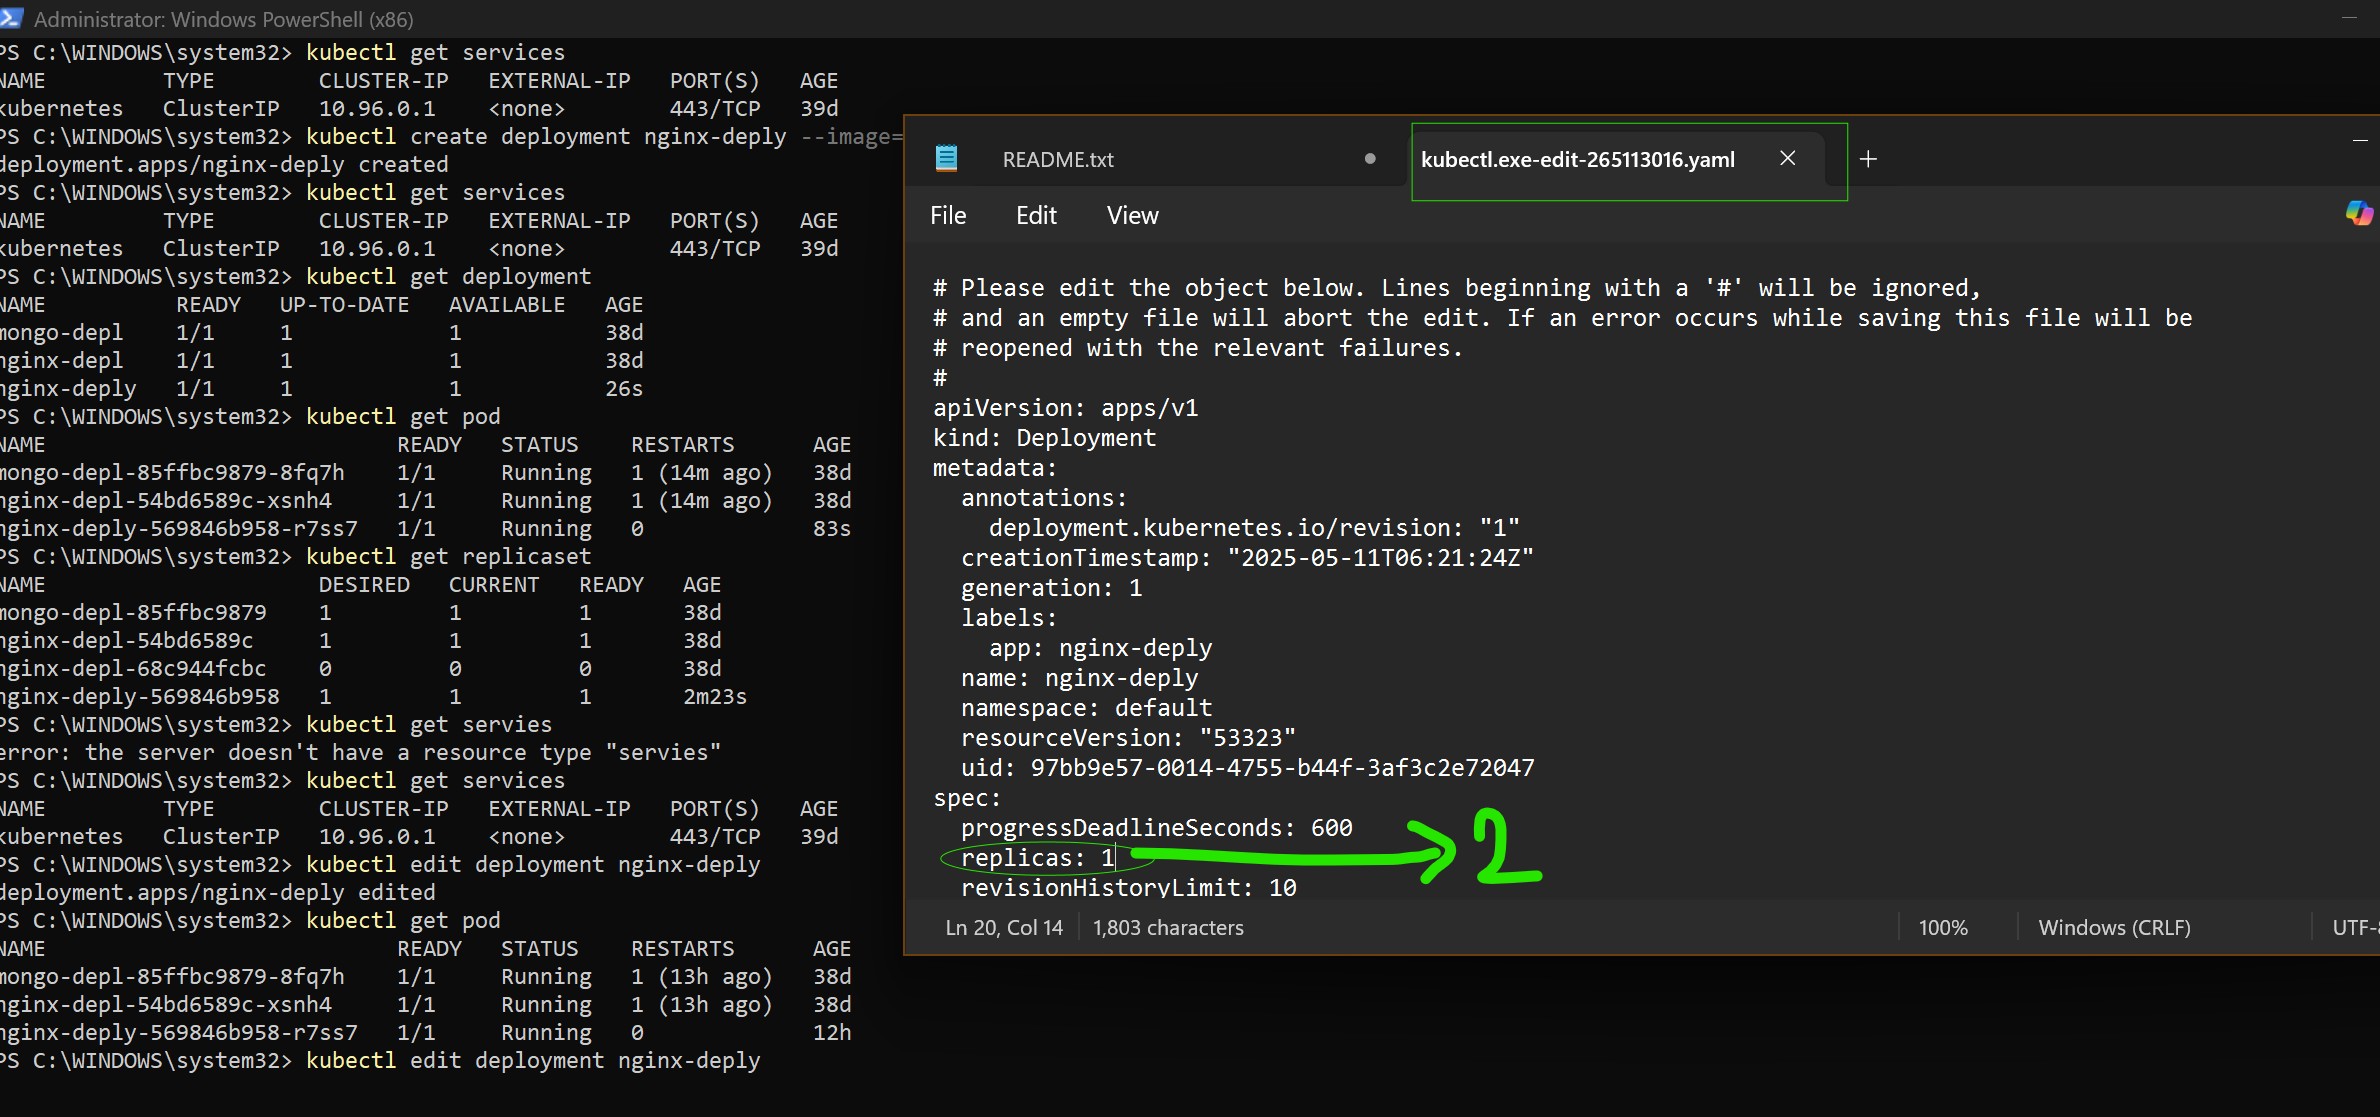 Administrator: Windows PowerShell (x86)
PS C:\WINDOWS\system32> kubectl get services
NAME TYPE CLUSTER-IP EXTERNAL-IP PORT(S) AGE
kubernetes ClusterIP 10.96.0.1 <none> 443/TCP 39d
PS C:\WINDOWS\system32> kubectl create deployment nginx-deply --image=
deployment.apps/nginx-deply created
PS C:\WINDOWS\system32> kubectl get services
NAME TYPE CLUSTER-IP EXTERNAL-IP PORT(S) AGE
kubernetes ClusterIP 10.96.0.1 <none> 443/TCP 39d
PS C:\WINDOWS\system32> kubectl get deployment
NAME READY UP-TO-DATE AVAILABLE AGE
mongo-depl 1/1 1 1 38d
nginx-depl 1/1 1 1 38d
nginx-deply 1/1 1 1 26s
PS C:\WINDOWS\system32> kubectl get pod
NAME READY STATUS RESTARTS AGE
mongo-depl-85ffbc9879-8fq7h 1/1 Running 1 (14m ago) 38d
nginx-depl-54bd6589c-xsnh4 1/1 Running 1 (14m ago) 38d
nginx-deply-569846b958-r7ss7 1/1 Running 0 83s
PS C:\WINDOWS\system32> kubectl get replicaset
NAME DESIRED CURRENT READY AGE
mongo-depl-85ffbc9879 1 1 1 38d
nginx-depl-54bd6589c 1 1 1 38d
nginx-depl-68c944fcbc 0 0 0 38d
nginx-deply-569846b958 1 1 1 2m23s
PS C:\WINDOWS\system32> kubectl get servies
error: the server doesn't have a resource type "servies"
PS C:\WINDOWS\system32> kubectl get services
NAME TYPE CLUSTER-IP EXTERNAL-IP PORT(S) AGE
kubernetes ClusterIP 10.96.0.1 <none> 443/TCP 39d
PS C:\WINDOWS\system32> kubectl edit deployment nginx-deply
deployment.apps/nginx-deply edited
PS C:\WINDOWS\system32> kubectl get pod
NAME READY STATUS RESTARTS AGE
mongo-depl-85ffbc9879-8fq7h 1/1 Running 1 (13h ago) 38d
nginx-depl-54bd6589c-xsnh4 1/1 Running 1 (13h ago) 38d
nginx-deply-569846b958-r7ss7 1/1 Running 0 12h
PS C:\WINDOWS\system32> kubectl edit deployment nginx-deply
README.txt kubectl.exe-edit-265113016.yaml
File Edit View
# Please edit the object below. Lines beginning with a '#' will be ignored,
# and an empty file will abort the edit. If an error occurs while saving this file will be
# reopened with the relevant failures.
#
apiVersion: apps/v1
kind: Deployment
metadata:
annotations:
deployment.kubernetes.io/revision: "1"
creationTimestamp: "2025-05-11T06:21:24Z"
generation: 1
labels:
app: nginx-deply
name: nginx-deply
namespace: default
resourceVersion: "53323"
uid: 97bb9e57-0014-4755-b44f-3af3c2e72047
spec:
progressDeadlineSeconds: 600
replicas: 1 2
revisionHistoryLimit: 10
Ln 20, Col 14 1,803 characters 100% Windows (CRLF) UTF-8